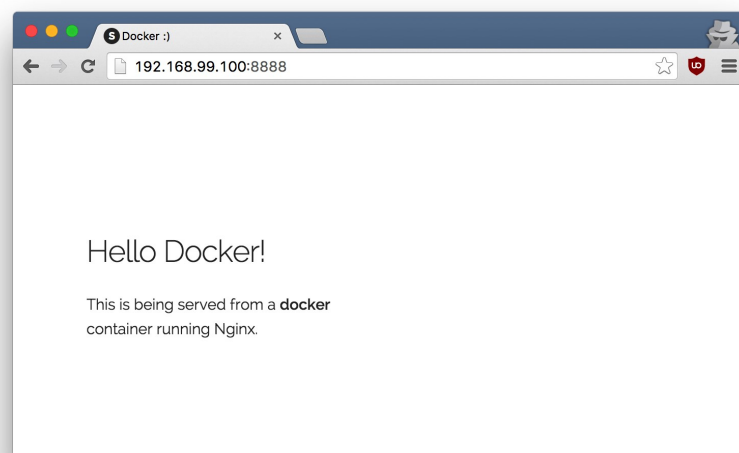 Docker :)
192.168.99.100:8888
Hello Docker!
This is being served from a docker
container running Nginx.